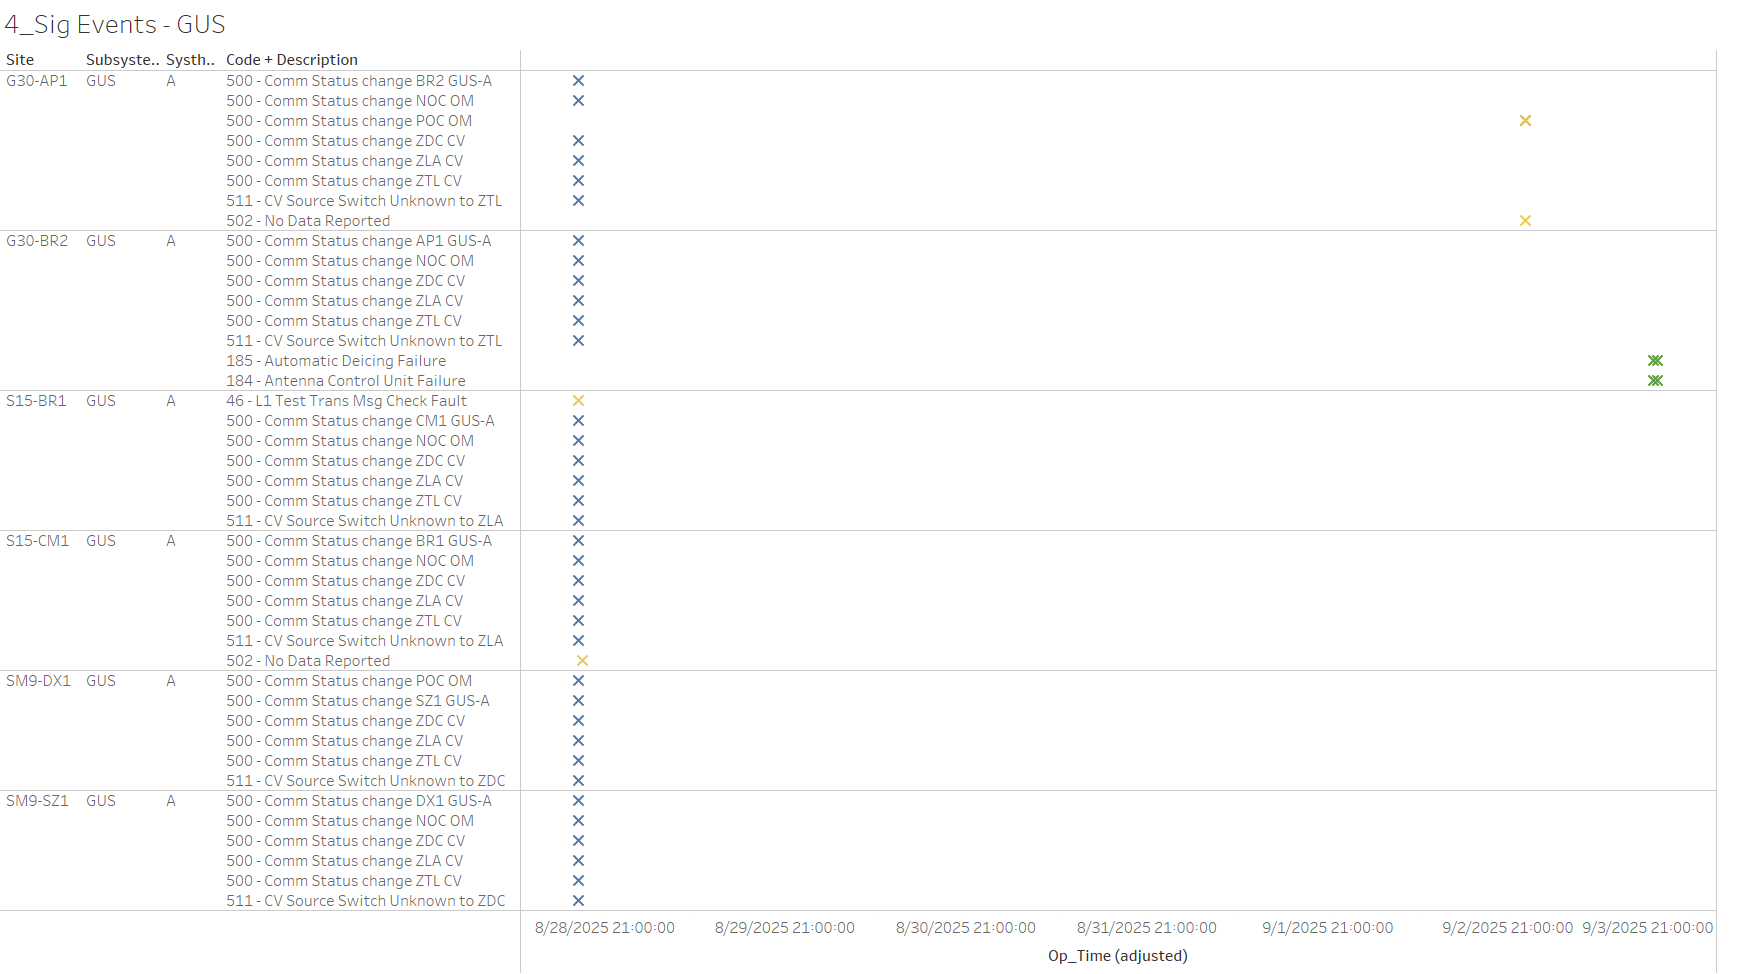 4_Sig Events - GUS
Site Subsyste.. Systh.. Code + Description
G30-AP1 GUS A 500 - Comm Status change BR2 GUS-A
500 - Comm Status change NOC OM
500 - Comm Status change POC OM
500 - Comm Status change ZDC CV
500 - Comm Status change ZLA CV
500 - Comm Status change ZTL CV
511 - CV Source Switch Unknown to ZTL
502 - No Data Reported
G30-BR2 GUS A 500 - Comm Status change AP1 GUS-A
500 - Comm Status change NOC OM
500 - Comm Status change ZDC CV
500 - Comm Status change ZLA CV
500 - Comm Status change ZTL CV
511 - CV Source Switch Unknown to ZTL
185 - Automatic Deicing Failure
184 - Antenna Control Unit Failure
S15-BR1 GUS A 46 - L1 Test Trans Msg Check Fault
500 - Comm Status change CM1 GUS-A
500 - Comm Status change NOC OM
500 - Comm Status change ZDC CV
500 - Comm Status change ZLA CV
500 - Comm Status change ZTL CV
511 - CV Source Switch Unknown to ZLA
S15-CM1 GUS A 500 - Comm Status change BR1 GUS-A
500 - Comm Status change NOC OM
500 - Comm Status change ZDC CV
500 - Comm Status change ZLA CV
500 - Comm Status change ZTL CV
511 - CV Source Switch Unknown to ZLA
502 - No Data Reported
SM9-DX1 GUS A 500 - Comm Status change POC OM
500 - Comm Status change SZ1 GUS-A
500 - Comm Status change ZDC CV
500 - Comm Status change ZLA CV
500 - Comm Status change ZTL CV
511 - CV Source Switch Unknown to ZDC
SM9-SZ1 GUS A 500 - Comm Status change DX1 GUS-A
500 - Comm Status change NOC OM
500 - Comm Status change ZDC CV
500 - Comm Status change ZLA CV
500 - Comm Status change ZTL CV
511 - CV Source Switch Unknown to ZDC
8/28/2025 21:00:00 8/29/2025 21:00:00 8/30/2025 21:00:00 8/31/2025 21:00:00 9/1/2025 21:00:00 9/2/2025 21:00:00 9/3/2025 21:00:00
Op_Time (adjusted)